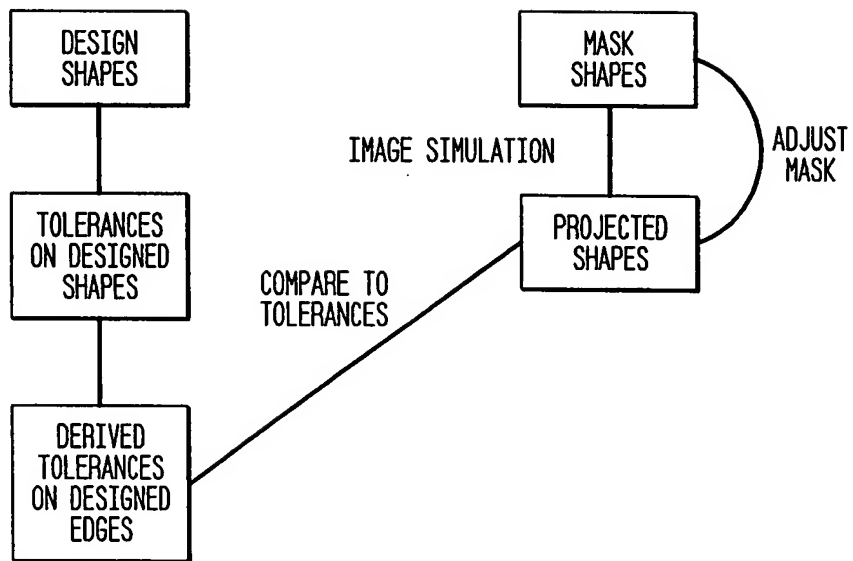 DESIGN
SHAPES
MASK
SHAPES
IMAGE SIMULATION
ADJUST
MASK
TOLERANCES
ON DESIGNED
SHAPES
PROJECTED
SHAPES
COMPARE TO
TOLERANCES
DERIVED
TOLERANCES
ON DESIGNED
EDGES